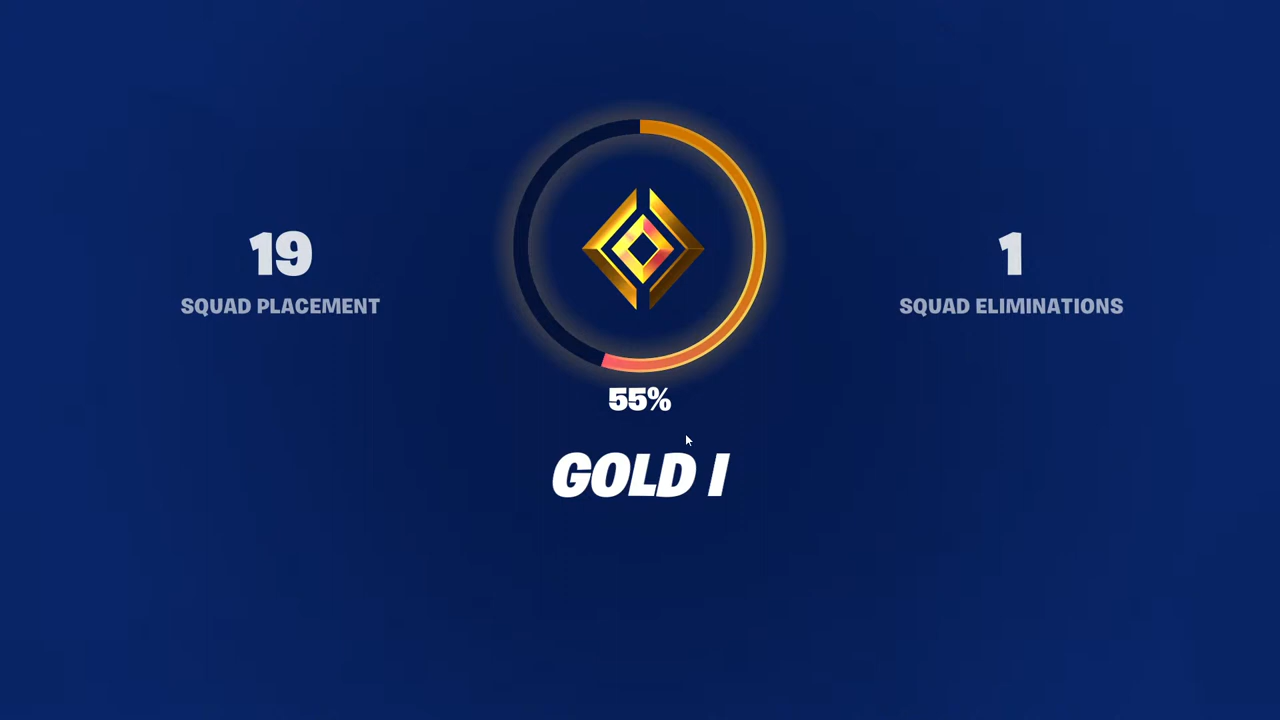 19
SQUAD PLACEMENT
1
SQUAD ELIMINATIONS
55%
GOLD I